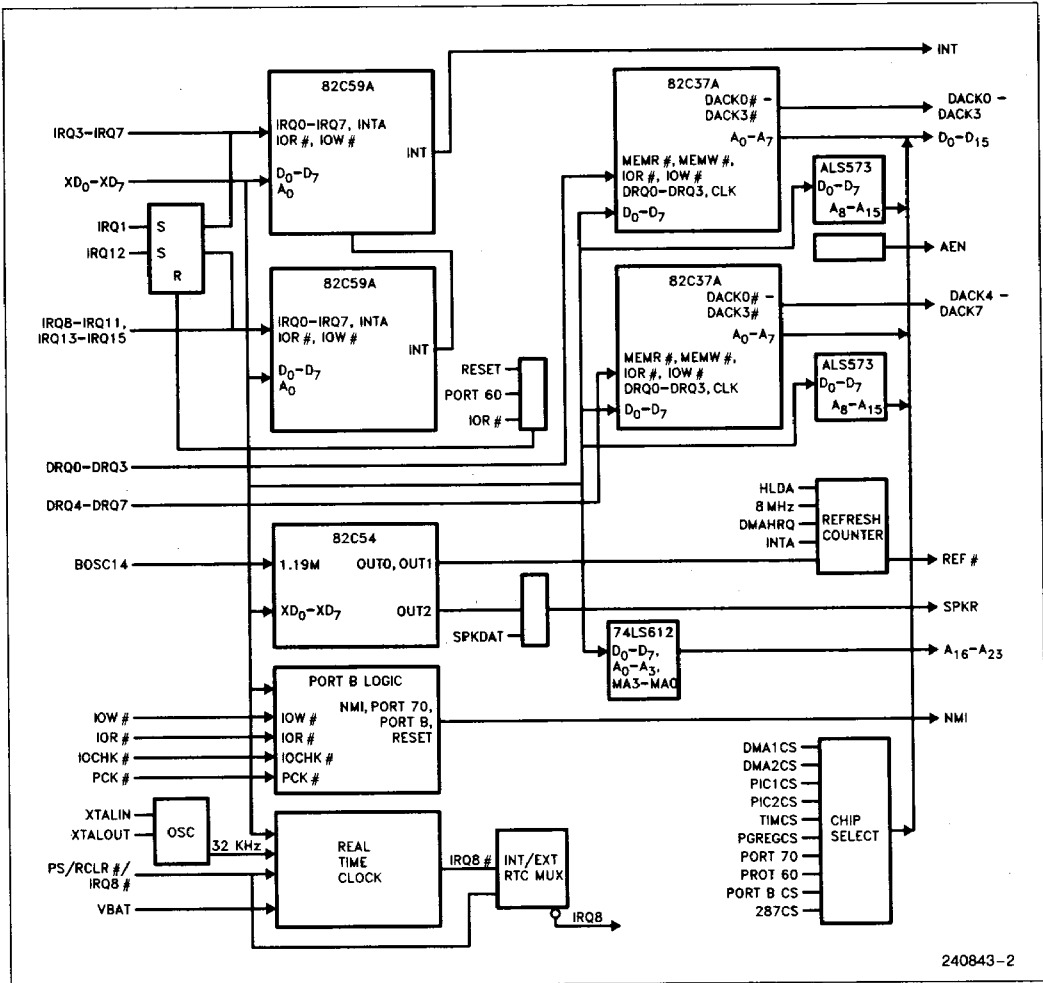 INT
82C59A
IRQ0-IRQ7, INTA
IOR #, IOW #
INT
D0-D7
A0
IRQ3-IRQ7
XD0-XD7
IRQ1
S
IRQ12
S
R
82C59A
IRQ0-IRQ7, INTA
IOR #, IOW #
INT
D0-D7
A0
IRQ8-IRQ11,
IRQ13-IRQ15
RESET
PORT 60
IOR #
82C37A
DACK0# -
DACK3#
A0-A7
MEMR #, MEMW #,
IOR #, IOW #
DRQ0-DRQ3, CLK
D0-D7
DACK0 -
DACK3
D0-D15
ALS573
D0-D7
A8-A15
AEN
82C37A
DACK0# -
DACK3#
A0-A7
MEMR #, MEMW #,
IOR #, IOW #
DRQ0-DRQ3, CLK
D0-D7
DACK4 -
DACK7
ALS573
D0-D7
A8-A15
DRQ0-DRQ3
DRQ4-DRQ7
BOSC14
82C54
1.19M
OUT0, OUT1
XD0-XD7
OUT2
SPKDAT
HLDA
8 MHz
DMAHRQ
INTA
REFRESH
COUNTER
REF #
SPKR
74LS612
D0-D7,
A0-A3,
MA3-MA0
A16-A23
PORT B LOGIC
NMI, PORT 70,
PORT B,
RESET
IOW #
IOW #
IOR #
IOR #
IOCHK #
IOCHK #
PCK #
PCK #
NMI
XTALIN
XTALOUT
OSC
32 KHz
PS/RCLR #/
IRQ8 #
VBAT
REAL
TIME
CLOCK
IRQ8 #
INT/EXT
RTC MUX
IRQ8
DMA1CS
DMA2CS
PIC1CS
PIC2CS
TIMCS
PGREGCS
PORT 70
PROT 60
PORT B CS
287CS
CHIP
SELECT
240843-2